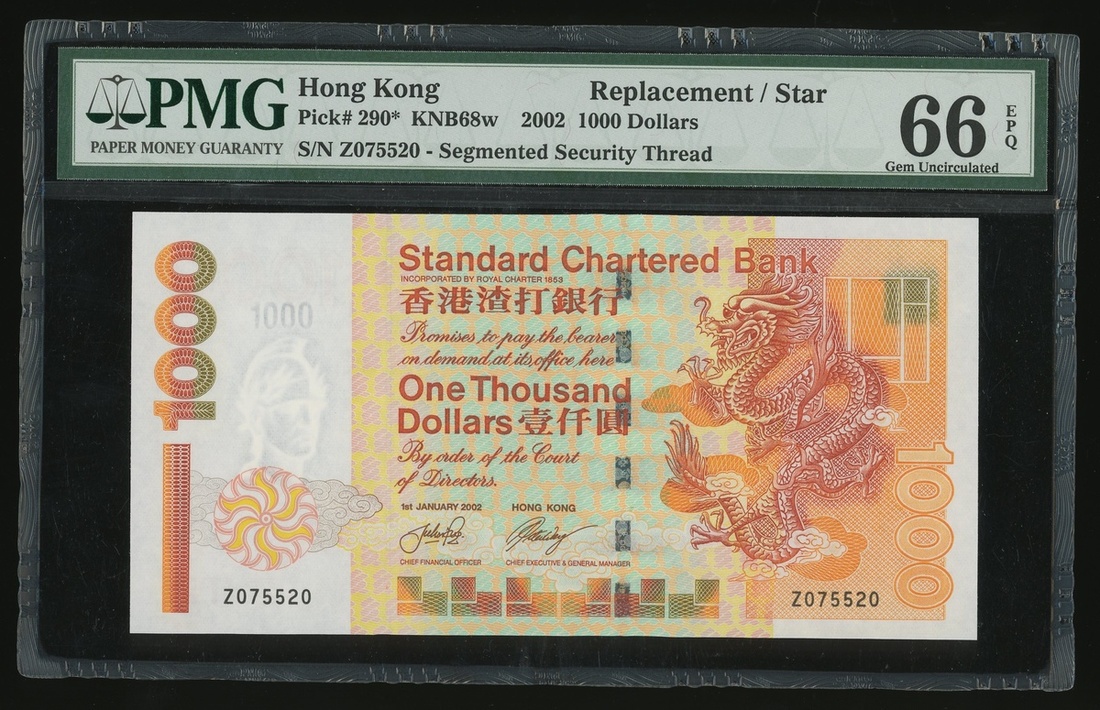 PMG
PAPER MONEY GUARANTY
Hong Kong Replacement / Star
Pick# 290* KNB68w 2002 1000 Dollars
S/N Z075520 - Segmented Security Thread
66 EPQ
Gem Uncirculated
1000
1000
Standard Chartered Bank
INCORPORATED BY ROYAL CHARTER 1853
香港渣打銀行
Promises to pay the bearer
on demand at its office here
One Thousand
Dollars 壹仟圓
By order of the Court
of Directors.
1st JANUARY 2002 HONG KONG
CHIEF FINANCIAL OFFICER CHIEF EXECUTIVE & GENERAL MANAGER
Z075520
Z075520
1000